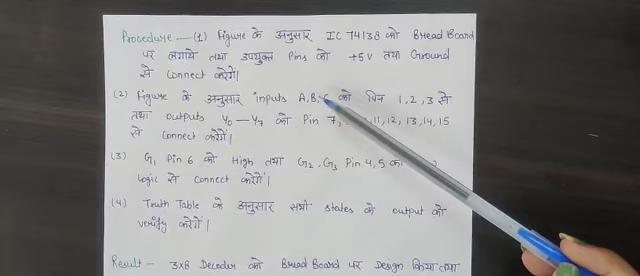 Procedure — (1) Figure के अनुसार IC 74138 को Bread Board
पर लगाये तथा उपयुक्त Pins को +5V तथा Ground
से Connect करेंगे।
(2) Figure के अनुसार inputs A,B, को पिन 1,2,3 से
तथा outputs Y0 — Y7 को Pin 7, 11,12, 13,14,15
से Connect करेंगे।
(3) G1 Pin 6 को High तथा G2, G3 Pin 4,5 को
Logic से Connect करेंगे।
(4) Truth Table के अनुसार सभी states के output को
verify करेंगे।
Result — 3X8 Decoder को Bread Board पर Design किया तथा